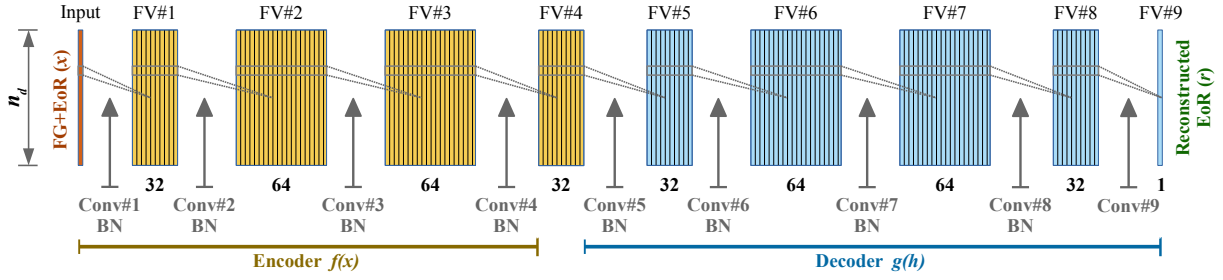 Input FV#1 FV#2 FV#3 FV#4 FV#5 FV#6 FV#7 FV#8 FV#9
n_d
FG+EoR (x)
Reconstructed
EoR (r)
32 64 64 32 32 64 64 32 1
Conv#1 Conv#2 Conv#3 Conv#4 Conv#5 Conv#6 Conv#7 Conv#8 Conv#9
BN BN BN BN BN BN BN BN
Encoder f(x) Decoder g(h)